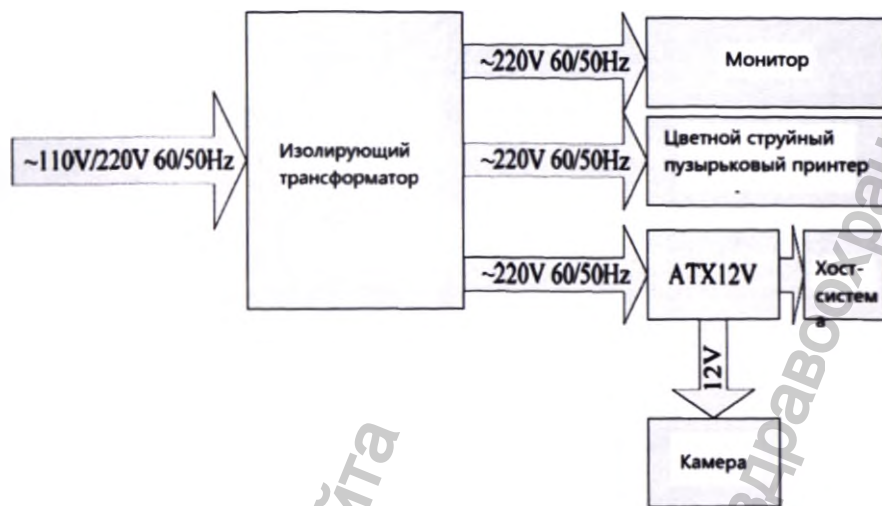 ~220V 60/50Hz
Монитор
~110V/220V 60/50Hz
Изолирующий
трансформатор
~220V 60/50Hz
Цветной струйный
пузырьковый принтер
~220V 60/50Hz
ATX12V
Хост-
систем
а
12V
Камера
йта